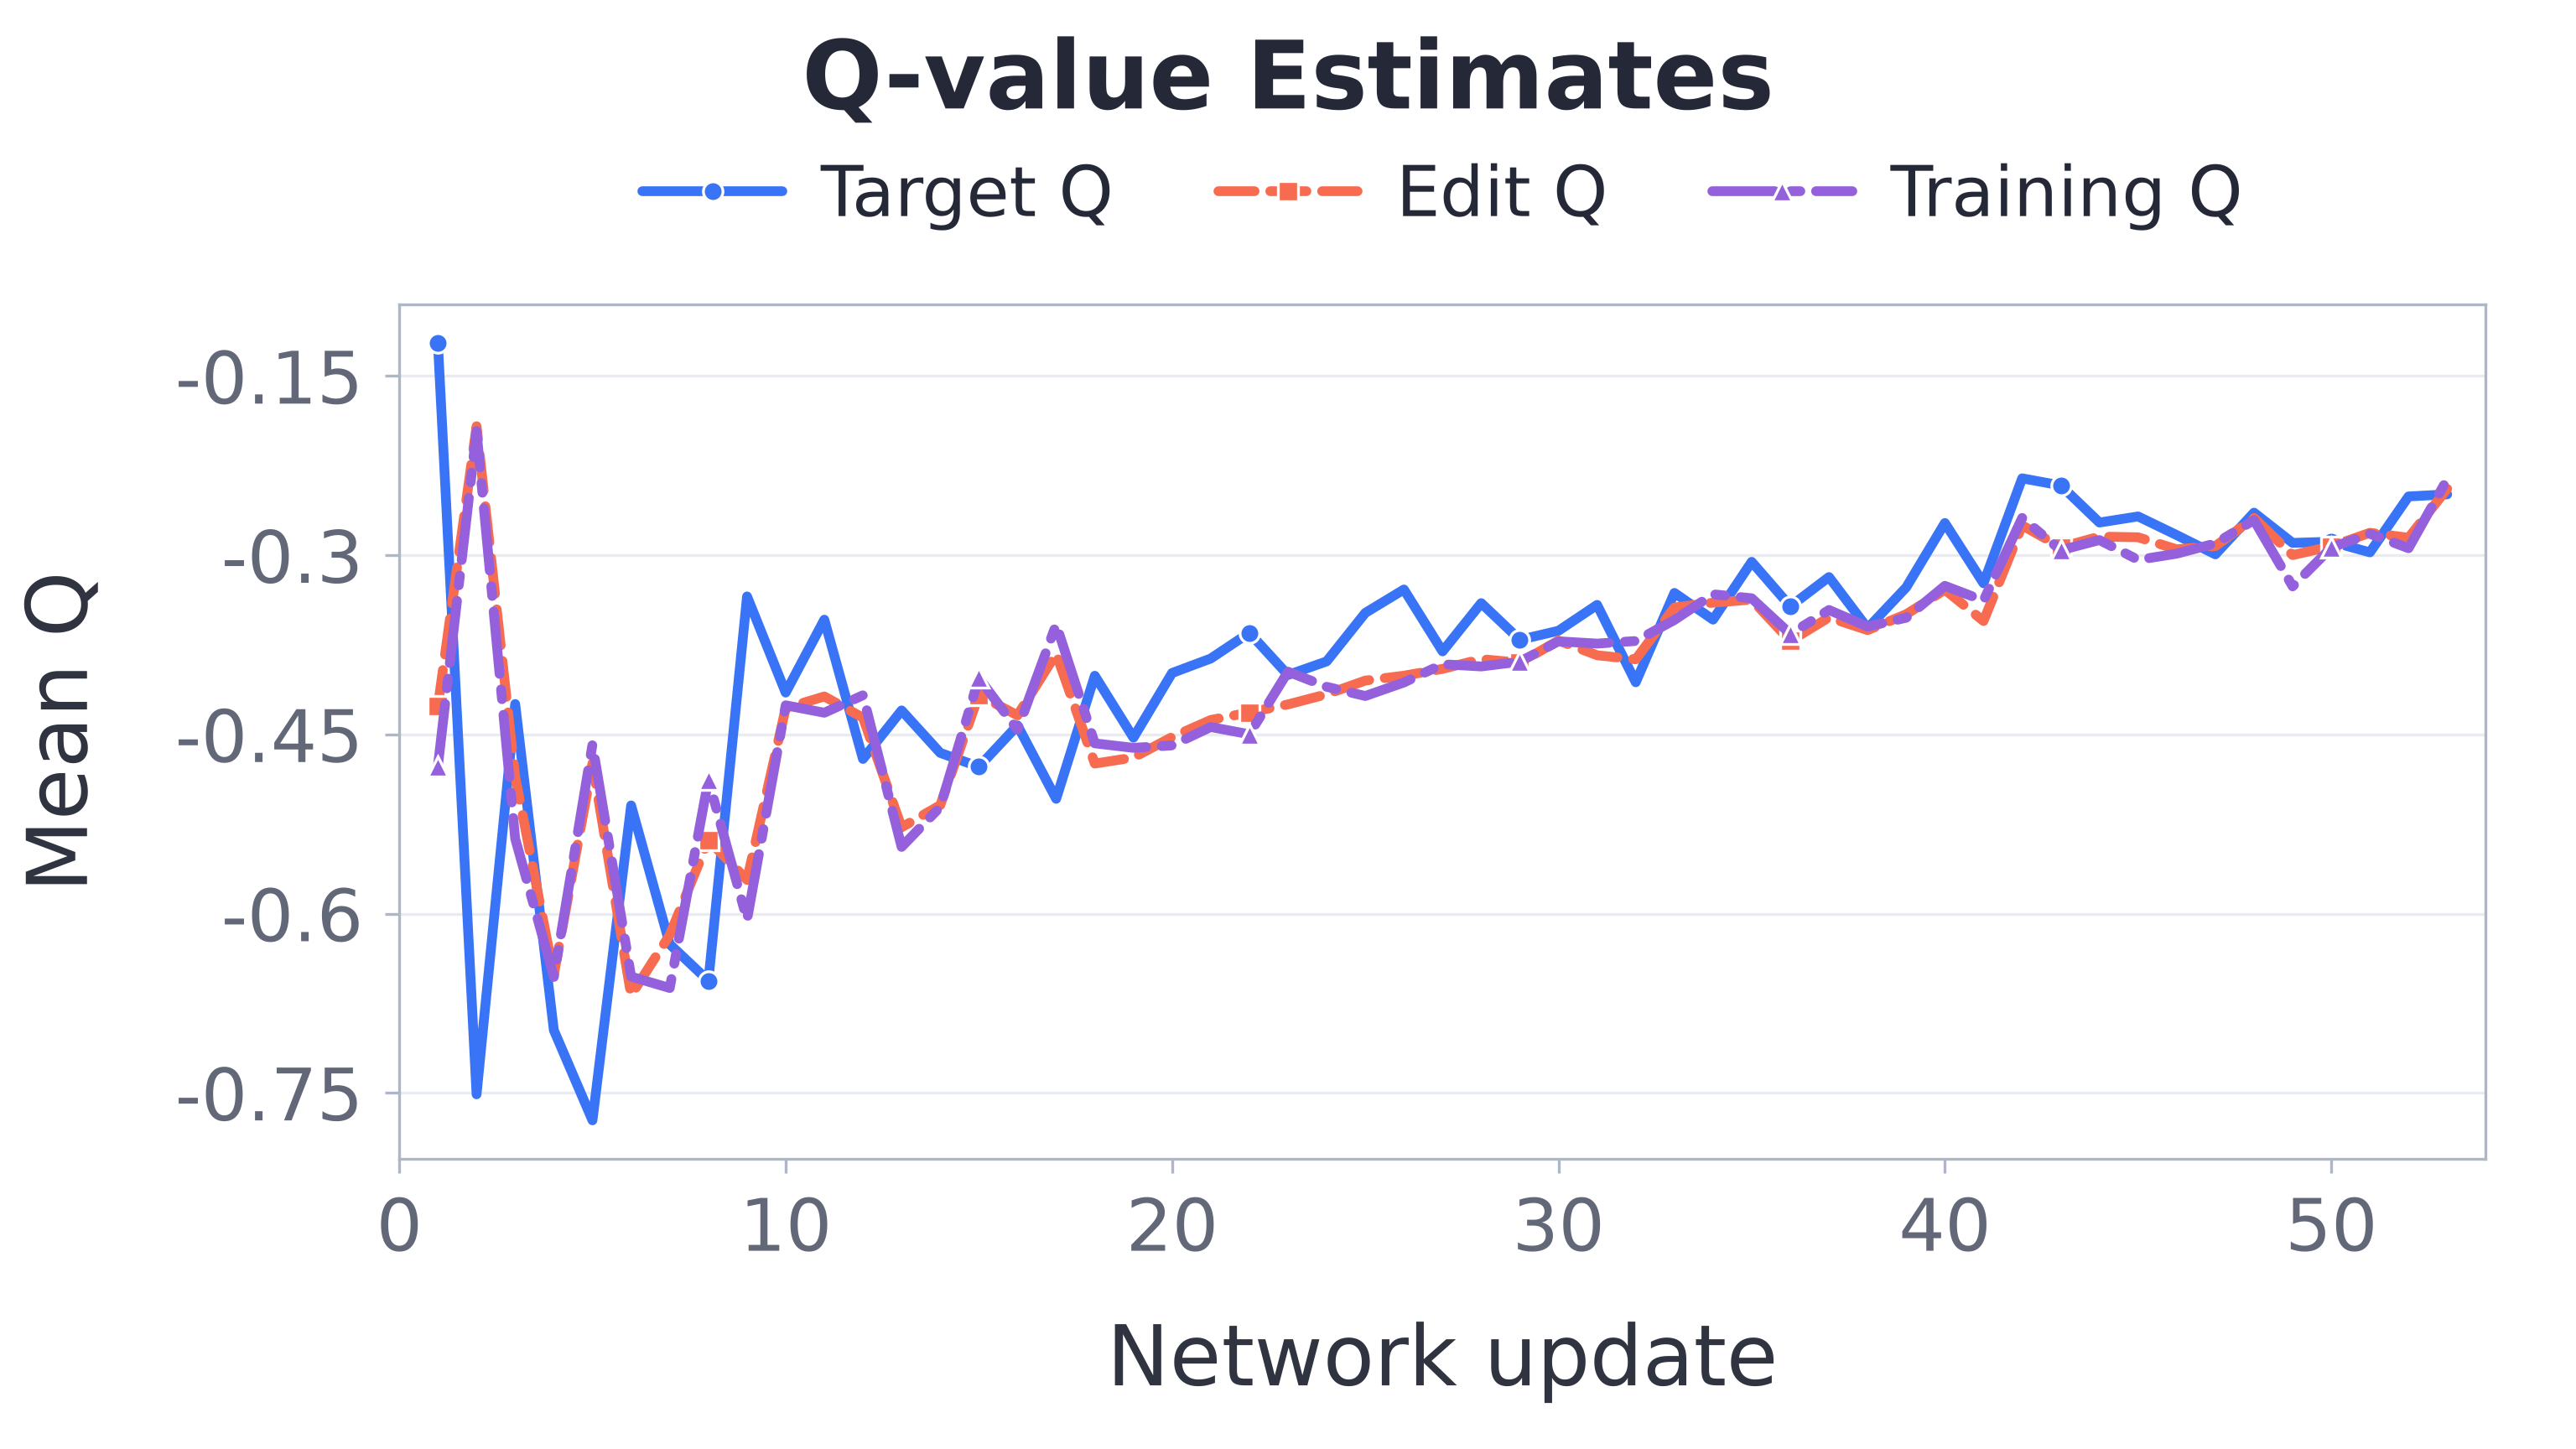 Q-value Estimates
Target Q Edit Q Training Q
-0.15
-0.3
-0.45
-0.6
-0.75
Mean Q
0 10 20 30 40 50
Network update